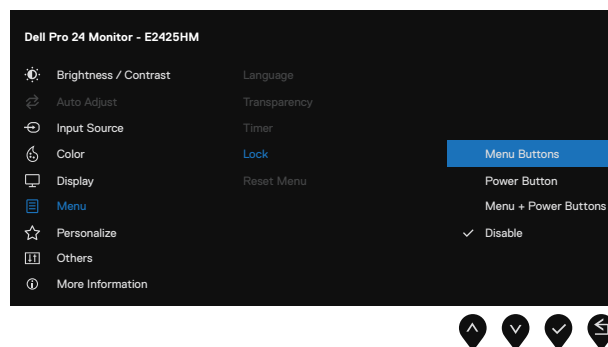 Dell Pro 24 Monitor - E2425HM
Brightness / Contrast
Language
Auto Adjust
Transparency
Input Source
Timer
Color
Lock
Menu Buttons
Display
Reset Menu
Power Button
Menu
Menu + Power Buttons
Personalize
Disable
Others
More Information